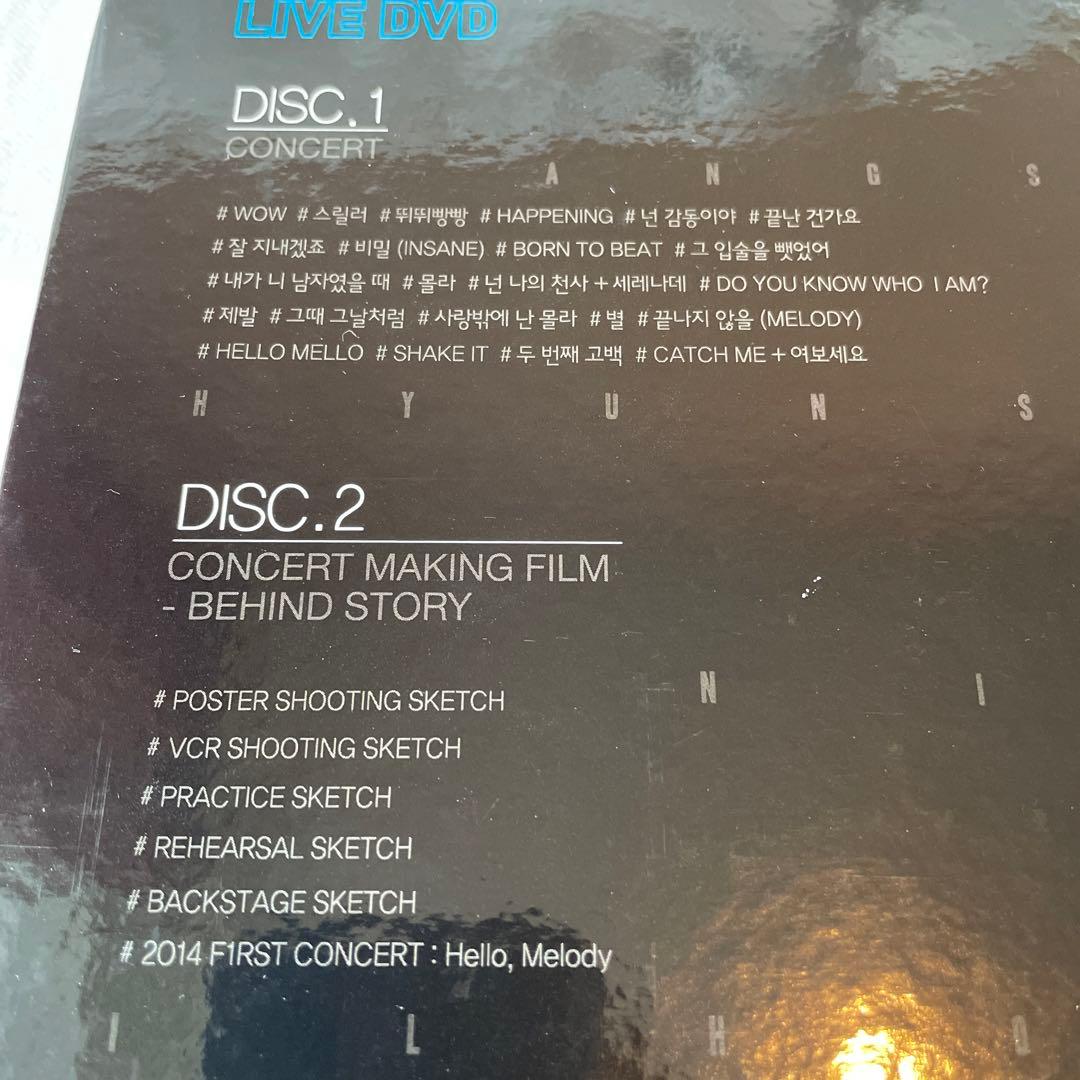 LIVE DVD
DISC.1
CONCERT
A N G S
# WOW # 스릴러 # 뛰뛰빵빵 # HAPPENING # 넌 감동이야 # 끝난 건가요
# 잘 지내겠죠 # 비밀 (INSANE) # BORN TO BEAT # 그 입술을 뺏었어
# 내가 니 남자였을 때 # 몰라 # 넌 나의 천사 + 세레나데 # DO YOU KNOW WHO I AM?
# 제발 # 그때 그날처럼 # 사랑밖에 난 몰라 # 별 # 끝나지 않을 (MELODY)
# HELLO MELLO # SHAKE IT # 두 번째 고백 # CATCH ME + 여보세요
H Y U N S
DISC.2
CONCERT MAKING FILM
- BEHIND STORY
N I
# POSTER SHOOTING SKETCH
# VCR SHOOTING SKETCH
# PRACTICE SKETCH
# REHEARSAL SKETCH
# BACKSTAGE SKETCH
# 2014 F1RST CONCERT : Hello, Melody
I L H O